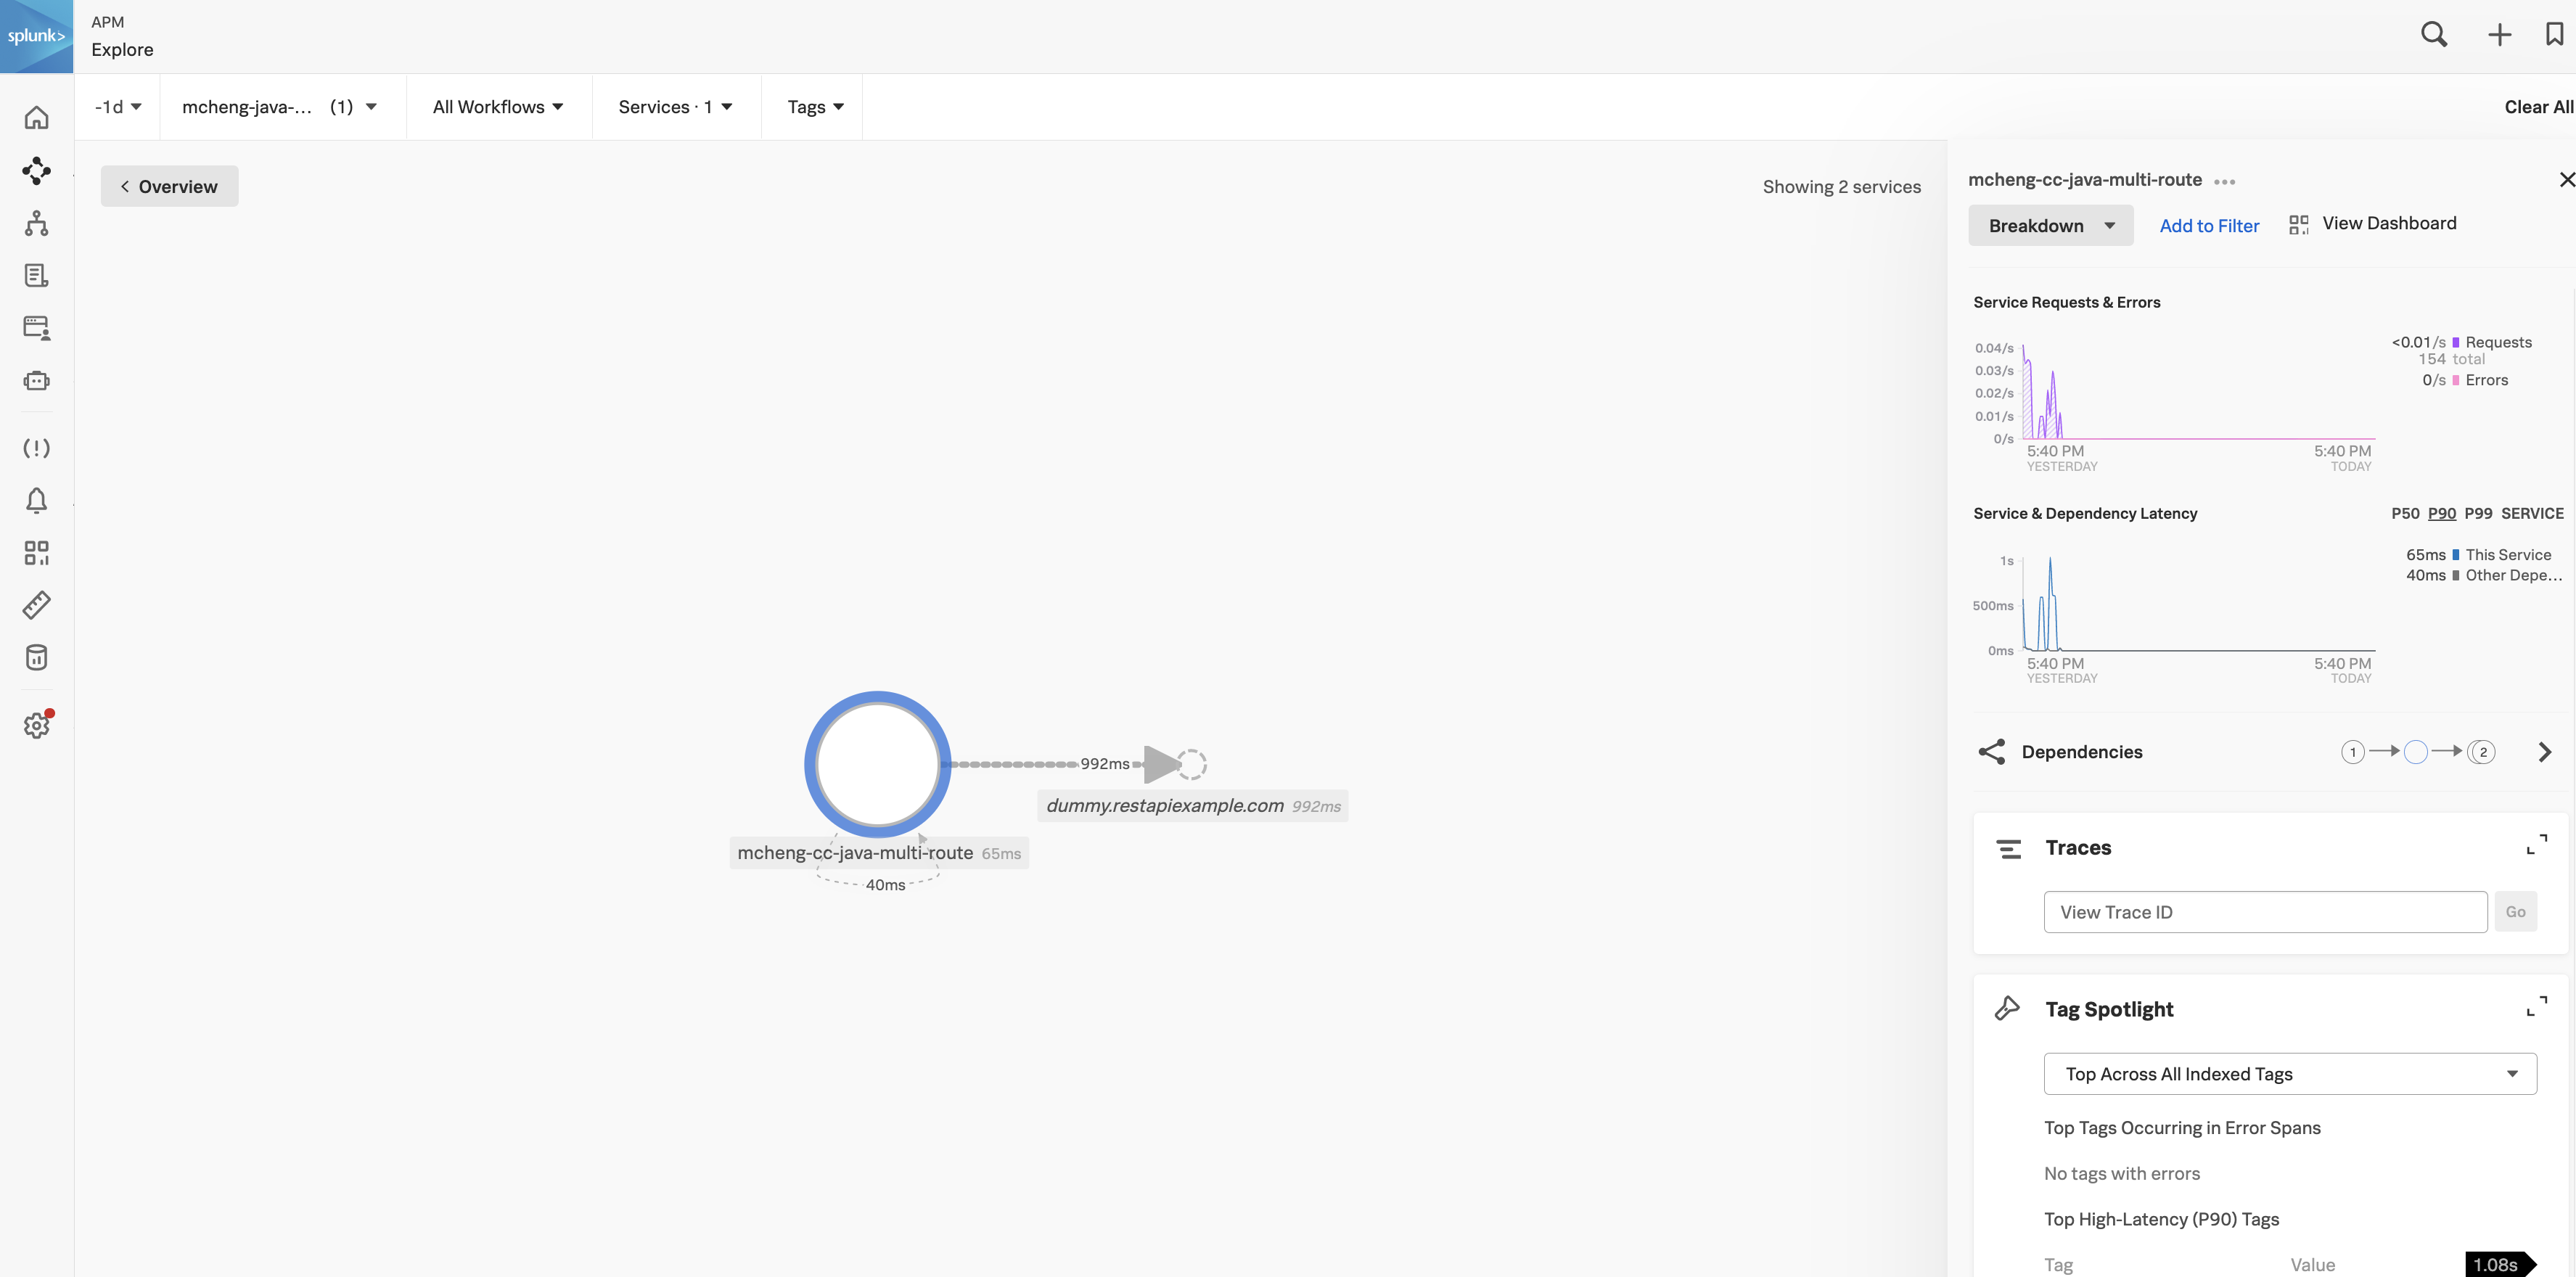 splunk>
APM
Explore
-1d
mcheng-java-... (1)
All Workflows
Services · 1
Tags
Clear All
Overview
Showing 2 services
992ms
dummy.restapiexample.com 992ms
mcheng-cc-java-multi-route 65ms
40ms
mcheng-cc-java-multi-route
Breakdown
Add to Filter
View Dashboard
Service Requests & Errors
0.04/s
0.03/s
0.02/s
0.01/s
0/s
5:40 PM
YESTERDAY
5:40 PM
TODAY
<0.01/s Requests
154 total
0/s Errors
Service & Dependency Latency
P50 P90 P99 SERVICE
1s
500ms
0ms
5:40 PM
YESTERDAY
5:40 PM
TODAY
65ms This Service
40ms Other Depe...
Dependencies
1
2
Traces
View Trace ID
Go
Tag Spotlight
Top Across All Indexed Tags
Top Tags Occurring in Error Spans
No tags with errors
Top High-Latency (P90) Tags
Tag Value 1.08s